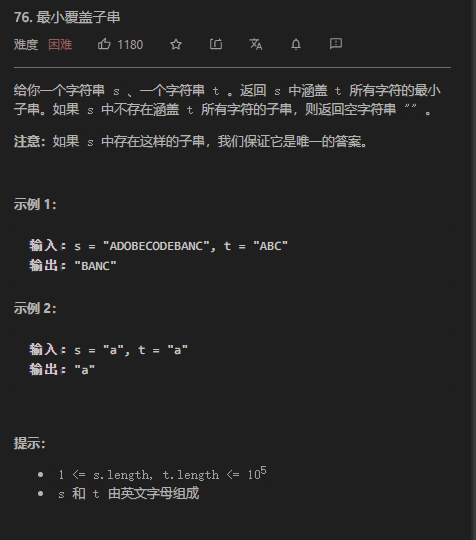 76. 最小覆盖子串
难度 困难 1180
给你一个字符串 s 、一个字符串 t 。返回 s 中涵盖 t 所有字符的最小
子串。如果 s 中不存在涵盖 t 所有字符的子串，则返回空字符串 "" 。
注意：如果 s 中存在这样的子串，我们保证它是唯一的答案。
示例 1：
输入：s = "ADOBECODEBANC", t = "ABC"
输出："BANC"
示例 2：
输入：s = "a", t = "a"
输出："a"
提示：
• 1 <= s.length, t.length <= 10⁵
• s 和 t 由英文字母组成